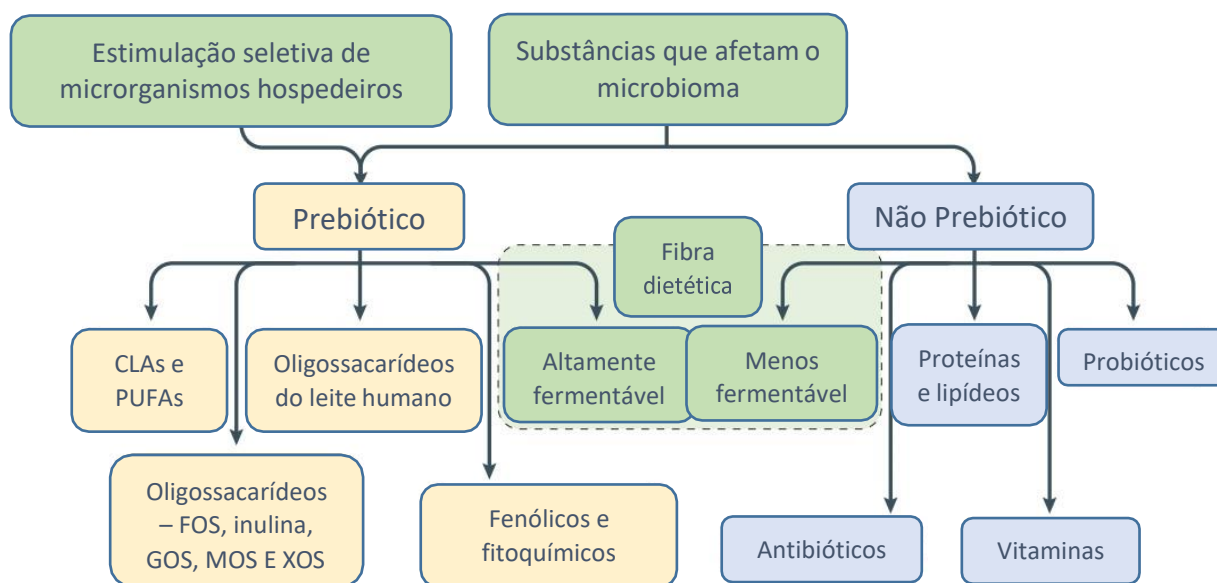 Estimulação seletiva de
microrganismos hospedeiros
Substâncias que afetam o
microbioma
Prebiótico
Não Prebiótico
Fibra
dietética
CLAs e
PUFAs
Oligossacarídeos
do leite humano
Altamente
fermentável
Menos
fermentável
Proteínas
e lipídeos
Probióticos
Oligossacarídeos
– FOS, inulina,
GOS, MOS E XOS
Fenólicos e
fitoquímicos
Antibióticos
Vitaminas